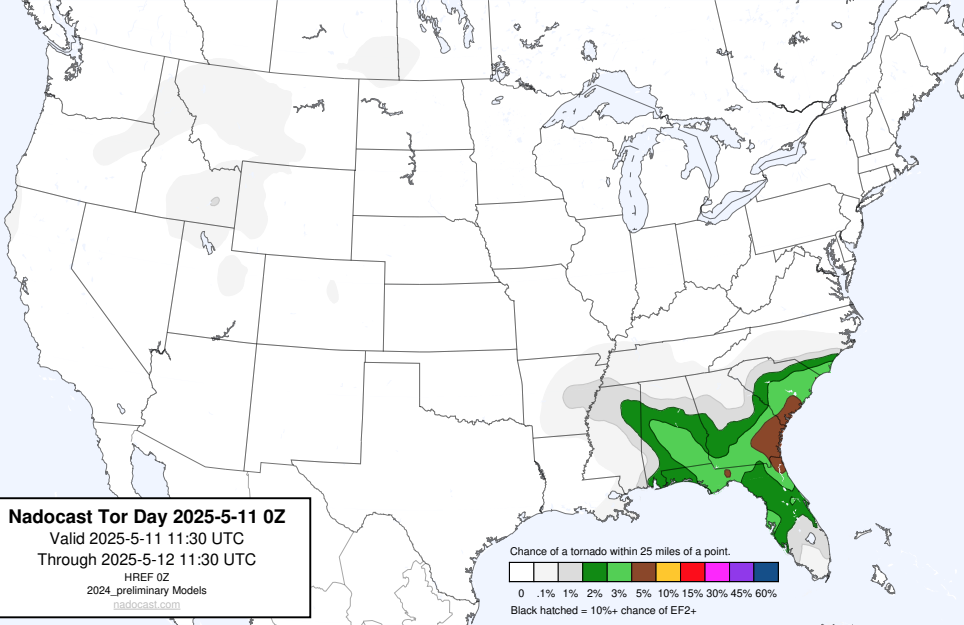 Nadocast Tor Day 2025-5-11 0Z
Valid 2025-5-11 11:30 UTC
Through 2025-5-12 11:30 UTC
HREF 0Z
2024_preliminary Models
nadocast.com
Chance of a tornado within 25 miles of a point.
0 .1% 1% 2% 3% 5% 10% 15% 30% 45% 60%
Black hatched = 10%+ chance of EF2+